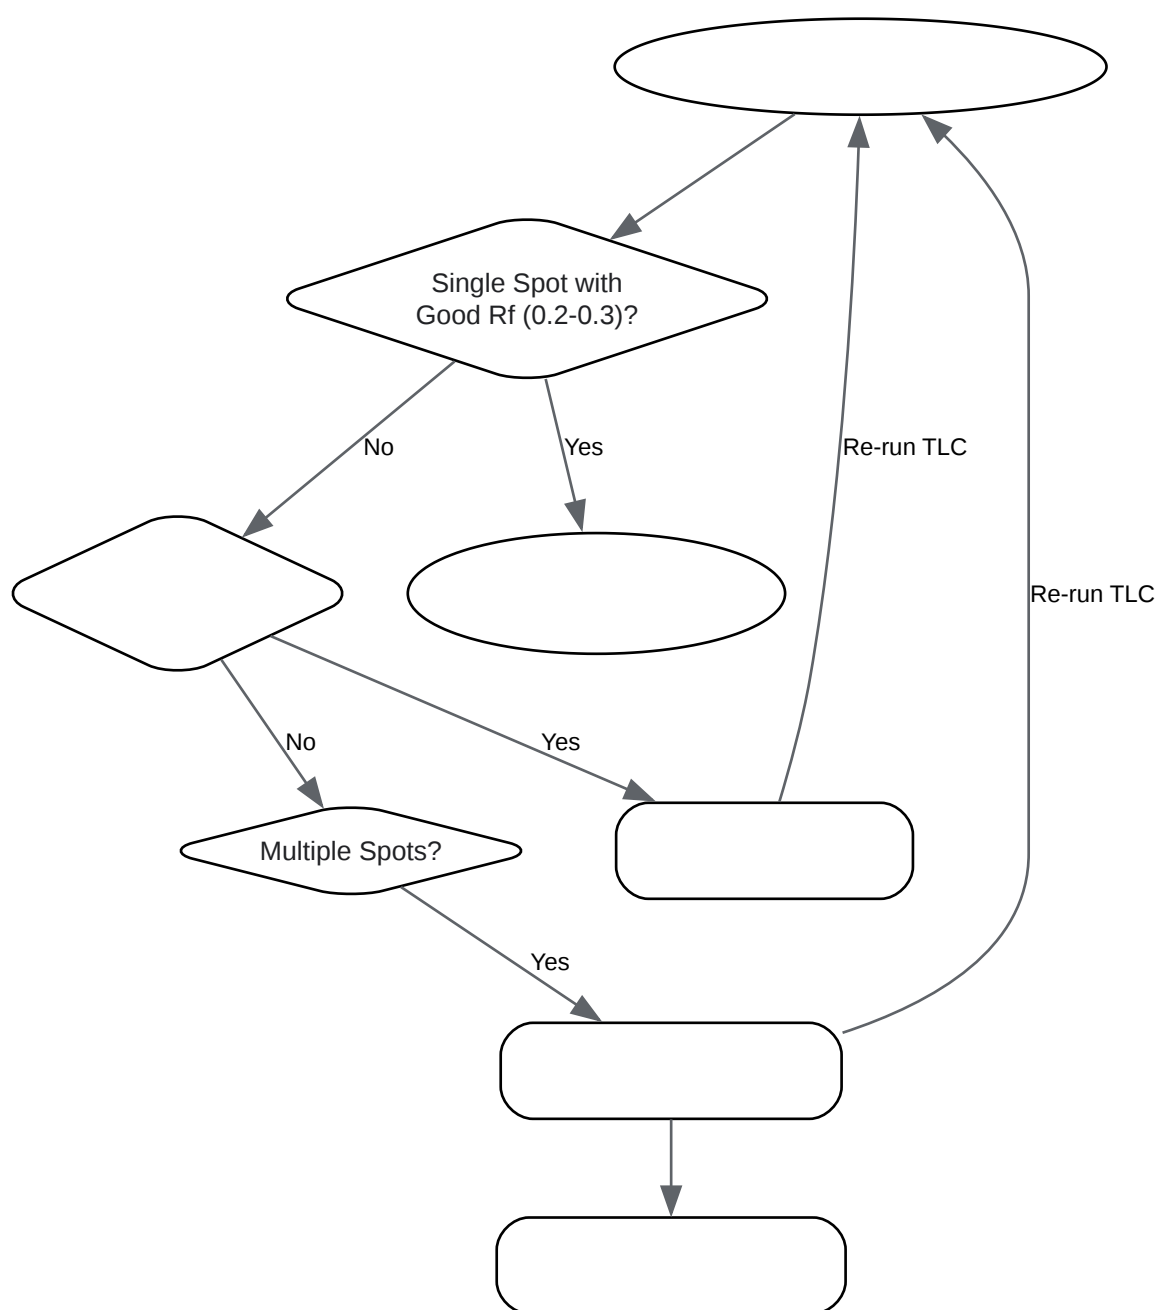 Single Spot with
Good Rf (0.2-0.3)?
No
Yes
Re-run TLC
Re-run TLC
No
Yes
Multiple Spots?
Yes